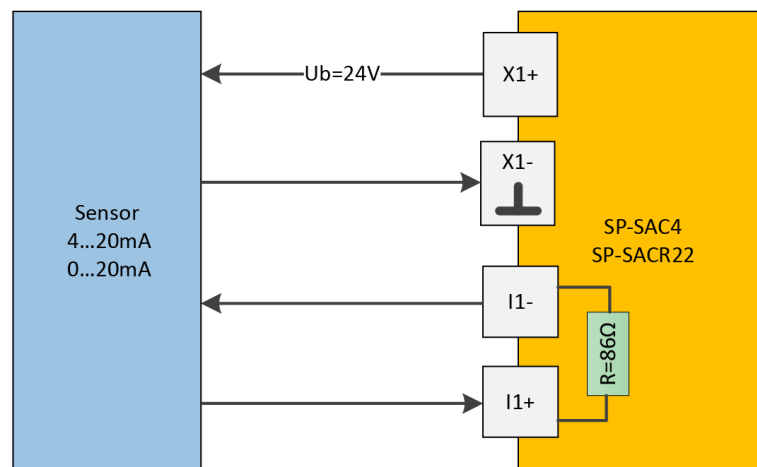 Ub=24V
X1+
X1-
Sensor
4...20mA
0...20mA
SP-SAC4
SP-SACR22
I1-
R=86Ω
I1+